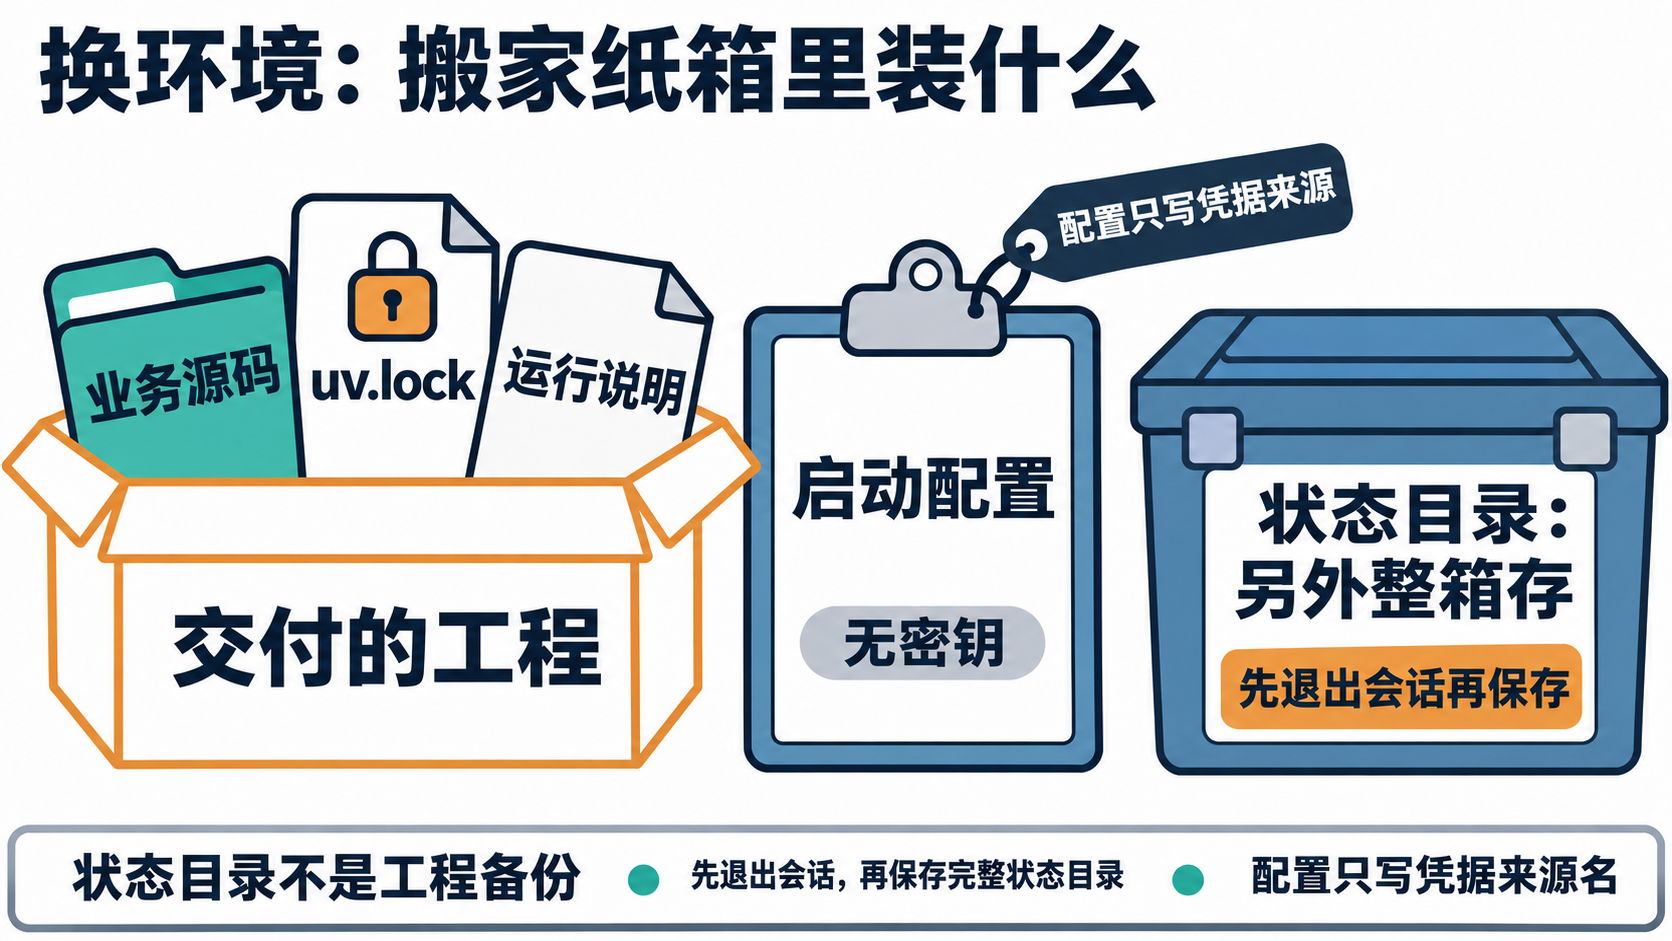 换环境：搬家纸箱里装什么
配置只写凭据来源
业务源码
uv.lock
运行说明
交付的工程
启动配置
无密钥
状态目录：
另外整箱存
先退出会话再保存
状态目录不是工程备份
先退出会话，再保存完整状态目录
配置只写凭据来源名